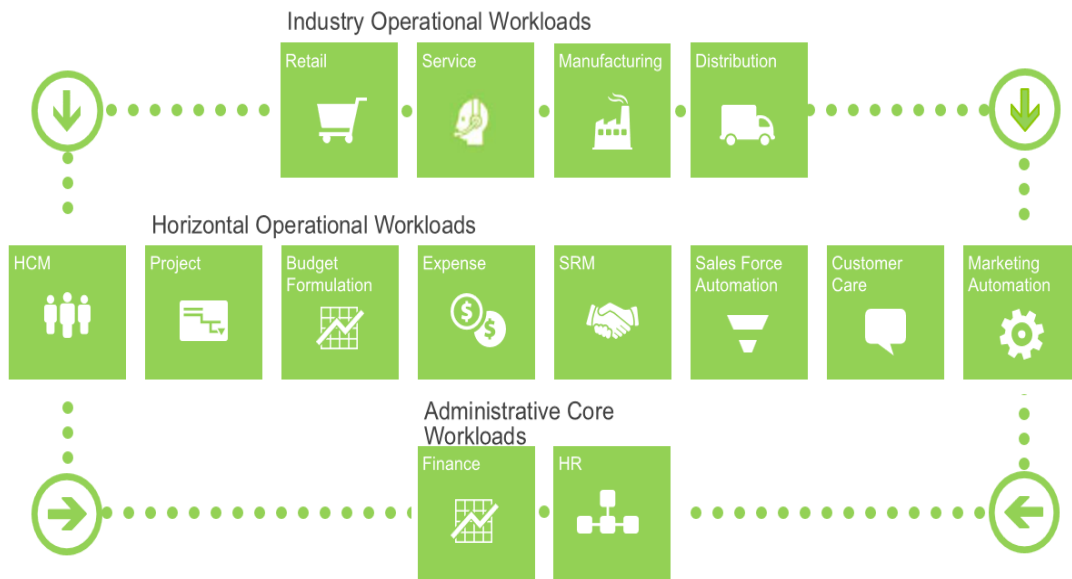 Industry Operational Workloads
Retail
Service
Manufacturing
Distribution
Horizontal Operational Workloads
HCM
Project
Budget
Formulation
Expense
SRM
Sales Force
Automation
Customer
Care
Marketing
Automation
Administrative Core
Workloads
Finance
HR
$
$